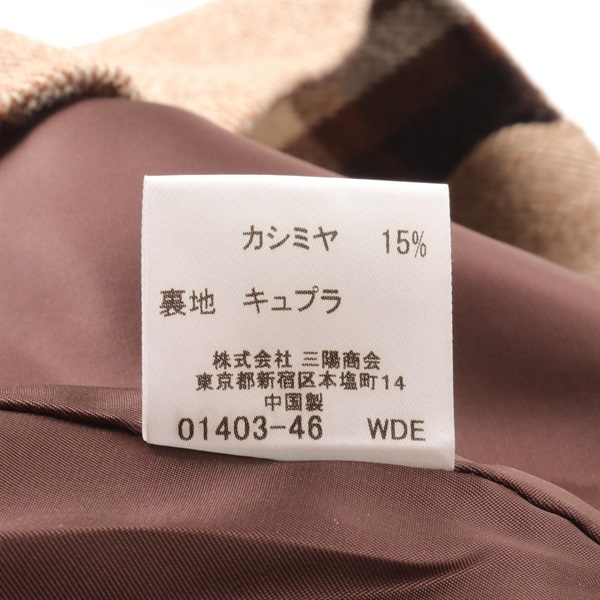 カシミヤ 15%
裏地 キュプラ
株式会社 三陽商会
東京都新宿区本塩町14
中国製
01403-46 WDE